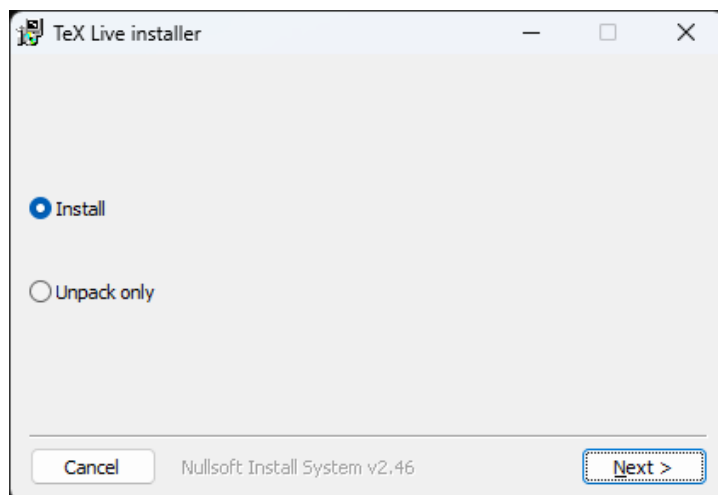 TeX Live installer
Install
Unpack only
Cancel
Nullsoft Install System v2.46
Next >